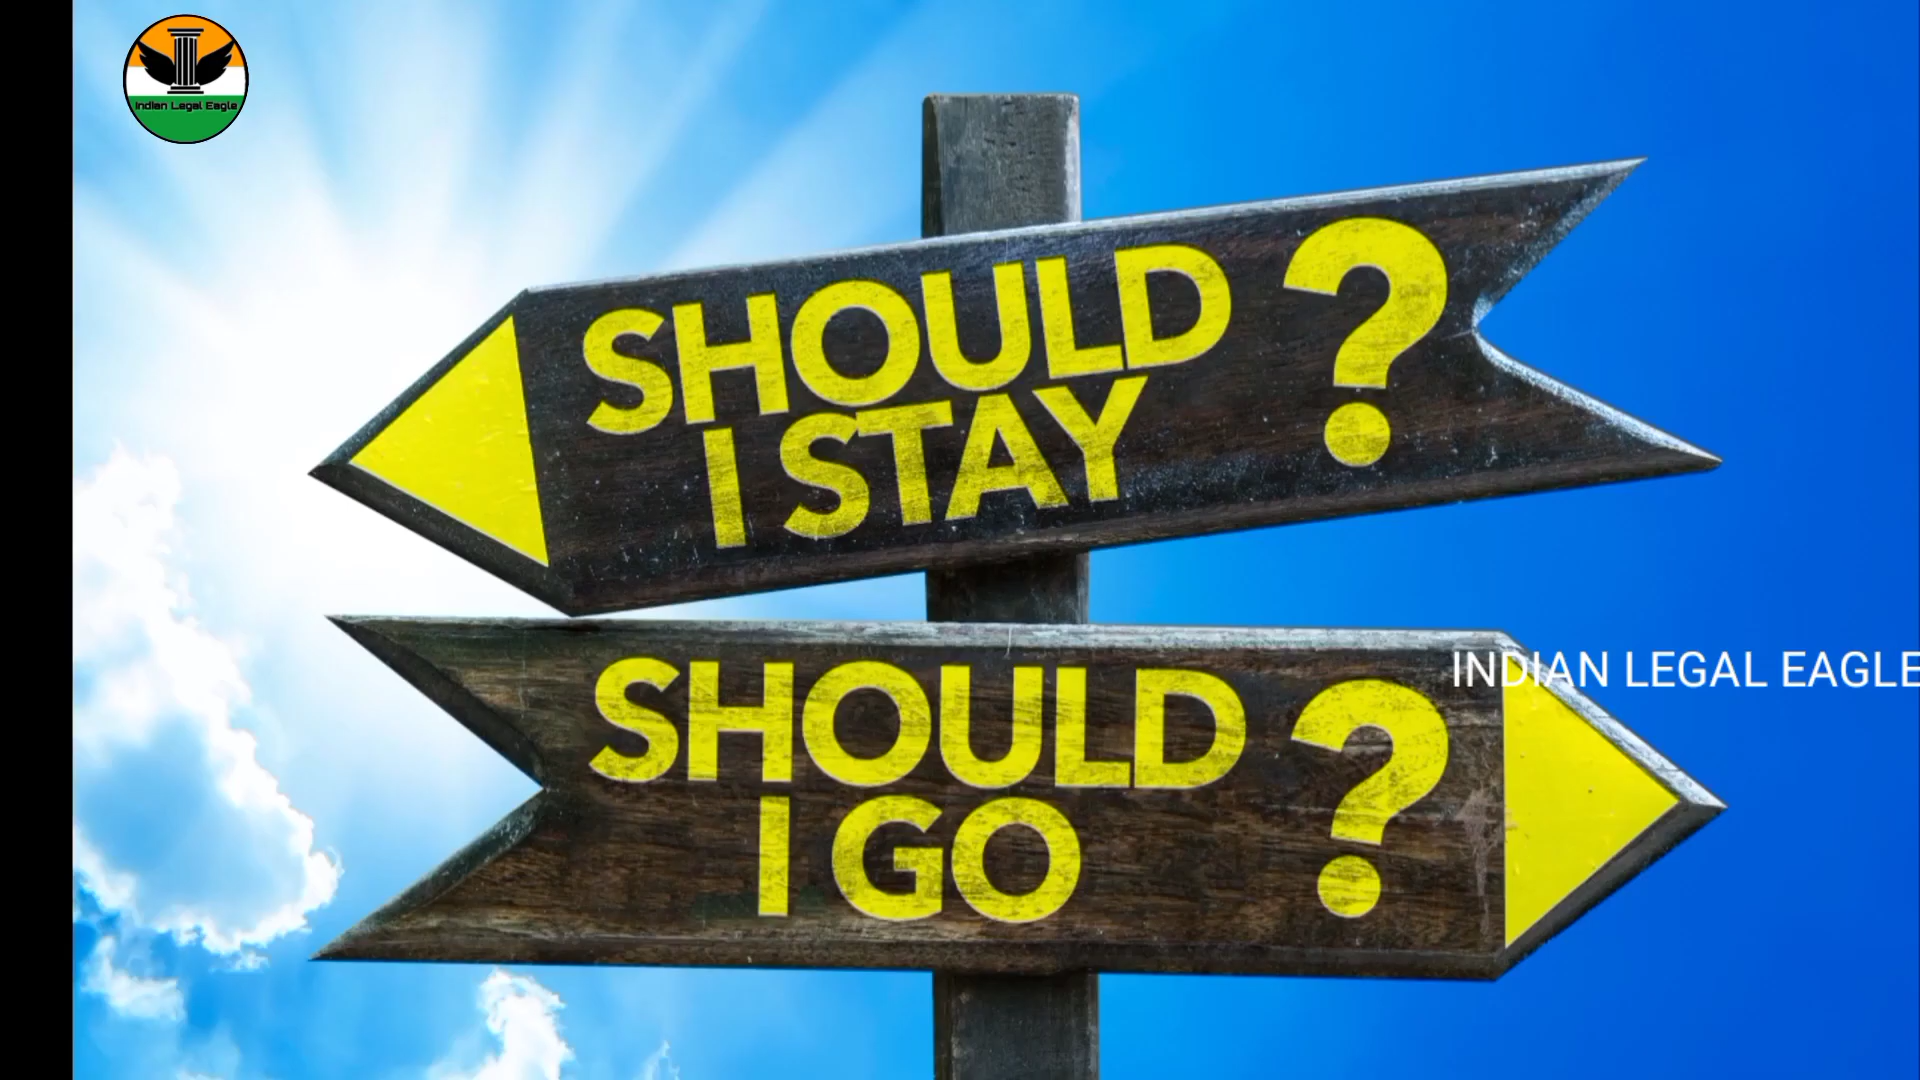 Indian Legal Eagle
SHOULD
I STAY
?
SHOULD
I GO
?
INDIAN LEGAL EAGLE